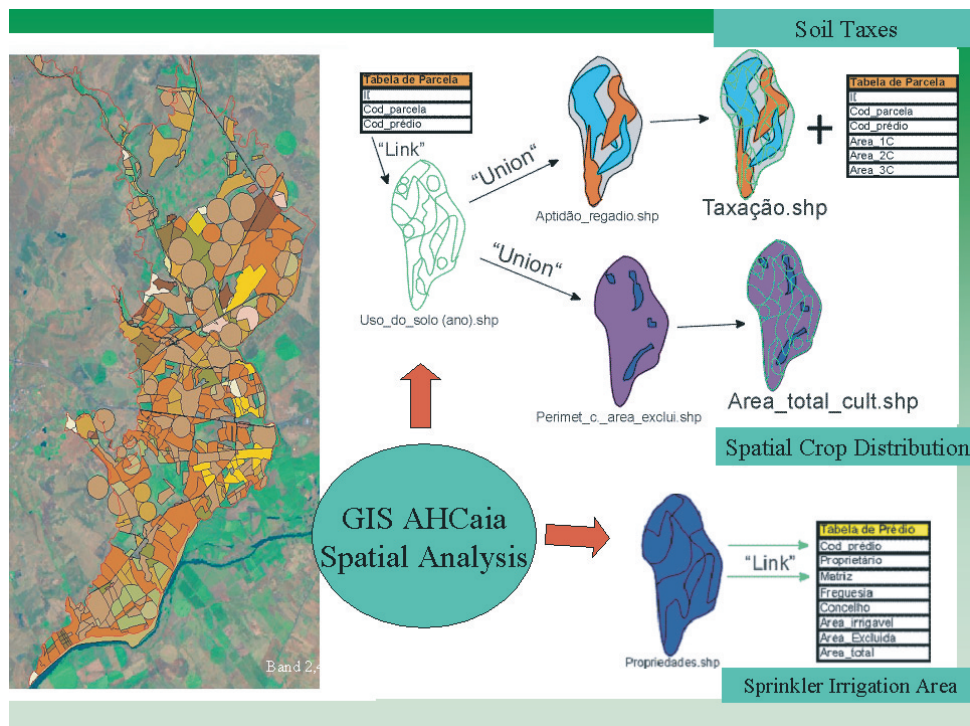 Soil Taxes
Tabela de Parcela
Cod_parcela
Cod_prédio
"Link"
"Union"
Aptidão_regadio.shp
Taxação.shp
+
Tabela de Parcela
Cod_parcela
Cod_prédio
Area_1C
Area_2C
Area_3C
Uso_do_solo (ano).shp
"Union"
Perimet_c._area_exclui.shp
Area_total_cult.shp
Spatial Crop Distribution
GIS AHCaia
Spatial Analysis
Propriedades.shp
"Link"
Tabela de Prédio
Cod_prédio
Proprietário
Matriz
Freguesia
Concelho
Area_irrigavel
Area_Excluida
Area_total
Band 2,4
Sprinkler Irrigation Area